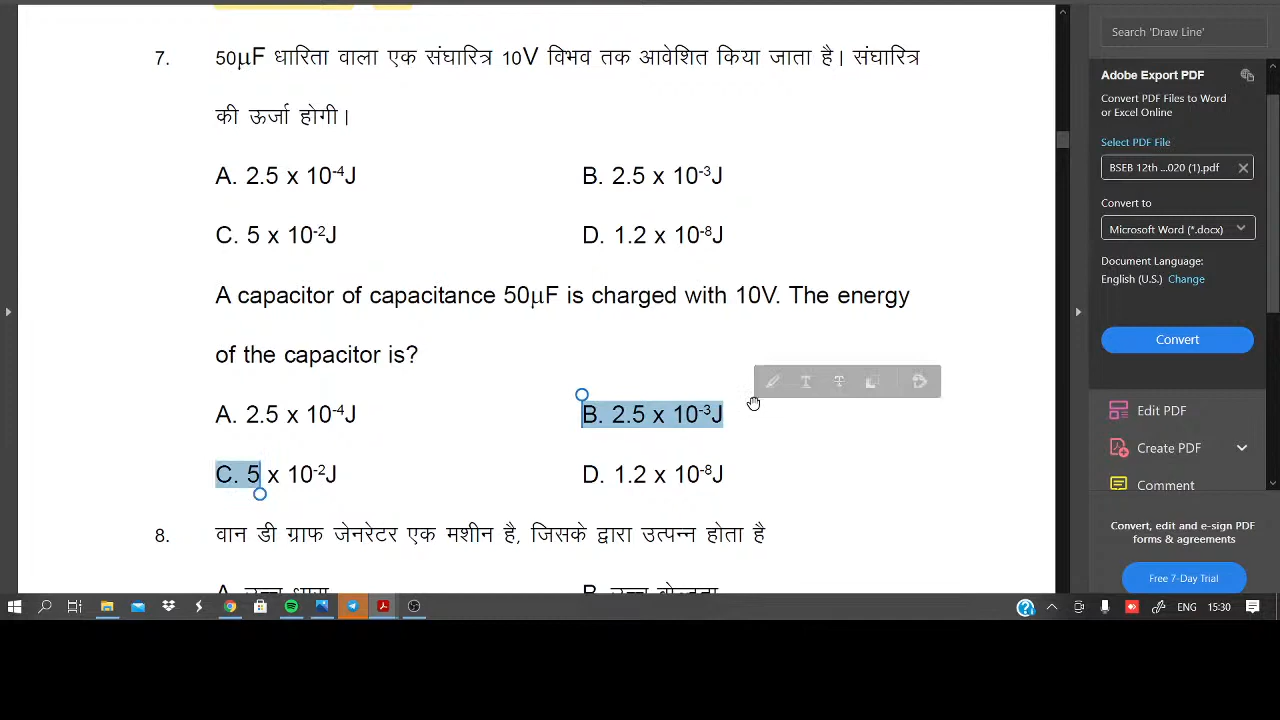 7. 50μF धारिता वाला एक संघारित्र 10V विभव तक आवेशित किया जाता है। संघारित्र
की ऊर्जा होगी।
A. 2.5 x 10⁻⁴J B. 2.5 x 10⁻³J
C. 5 x 10⁻²J D. 1.2 x 10⁻⁸J
A capacitor of capacitance 50μF is charged with 10V. The energy
of the capacitor is?
A. 2.5 x 10⁻⁴J B. 2.5 x 10⁻³J
C. 5 x 10⁻²J D. 1.2 x 10⁻⁸J
8. वान डी ग्राफ जेनरेटर एक मशीन है, जिसके द्वारा उत्पन्न होता है
Search 'Draw Line'
Adobe Export PDF
Convert PDF Files to Word
or Excel Online
Select PDF File
BSEB 12th ...020 (1).pdf
Convert to
Microsoft Word (*.docx)
Document Language:
English (U.S.) Change
Convert
Edit PDF
Create PDF
Comment
Convert, edit and e-sign PDF
forms & agreements
Free 7-Day Trial
ENG 15:30